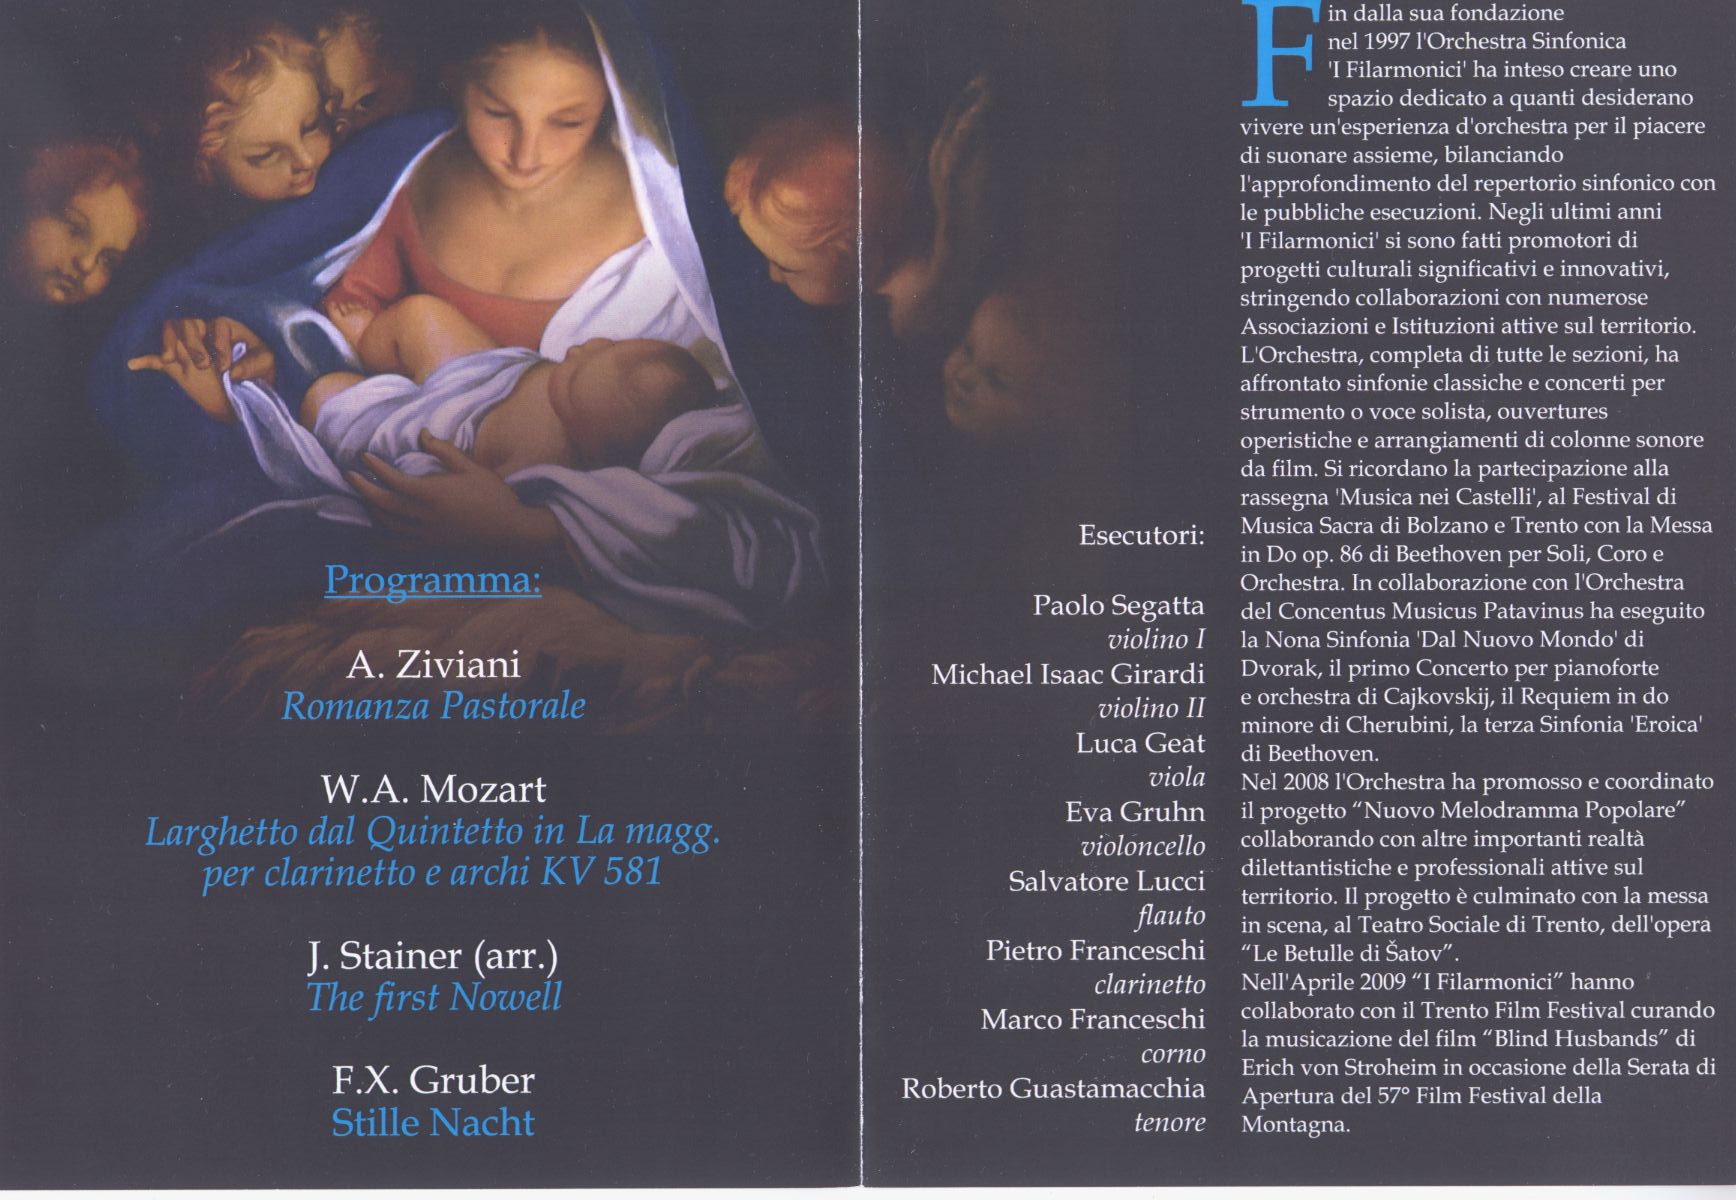 Programma:
A. Ziviani
Romanza Pastorale
W.A. Mozart
Larghetto dal Quintetto in La magg.
per clarinetto e archi KV 581
J. Stainer (arr.)
The first Nowell
F.X. Gruber
Stille Nacht
Esecutori:
Paolo Segatta
violino I
Michael Isaac Girardi
violino II
Luca Geat
viola
Eva Gruhn
violoncello
Salvatore Lucci
flauto
Pietro Franceschi
clarinetto
Marco Franceschi
corno
Roberto Guastamacchia
tenore
Fin dalla sua fondazione
nel 1997 l'Orchestra Sinfonica
'I Filarmonici' ha inteso creare uno
spazio dedicato a quanti desiderano
vivere un'esperienza d'orchestra per il piacere
di suonare assieme, bilanciando
l'approfondimento del repertorio sinfonico con
le pubbliche esecuzioni. Negli ultimi anni
'I Filarmonici' si sono fatti promotori di
progetti culturali significativi e innovativi,
stringendo collaborazioni con numerose
Associazioni e Istituzioni attive sul territorio.
L'Orchestra, completa di tutte le sezioni, ha
affrontato sinfonie classiche e concerti per
strumento o voce solista, ouvertures
operistiche e arrangiamenti di colonne sonore
da film. Si ricordano la partecipazione alla
rassegna 'Musica nei Castelli', al Festival di
Musica Sacra di Bolzano e Trento con la Messa
in Do op. 86 di Beethoven per Soli, Coro e
Orchestra. In collaborazione con l'Orchestra
del Concentus Musicus Patavinus ha eseguito
la Nona Sinfonia 'Dal Nuovo Mondo' di
Dvorak, il primo Concerto per pianoforte
e orchestra di Cajkovskij, il Requiem in do
minore di Cherubini, la terza Sinfonia 'Eroica'
di Beethoven.
Nel 2008 l'Orchestra ha promosso e coordinato
il progetto “Nuovo Melodramma Popolare”
collaborando con altre importanti realtà
dilettantistiche e professionali attive sul
territorio. Il progetto è culminato con la messa
in scena, al Teatro Sociale di Trento, dell'opera
“Le Betulle di Šatov”.
Nell'Aprile 2009 “I Filarmonici” hanno
collaborato con il Trento Film Festival curando
la musicazione del film “Blind Husbands” di
Erich von Stroheim in occasione della Serata di
Apertura del 57° Film Festival della
Montagna.